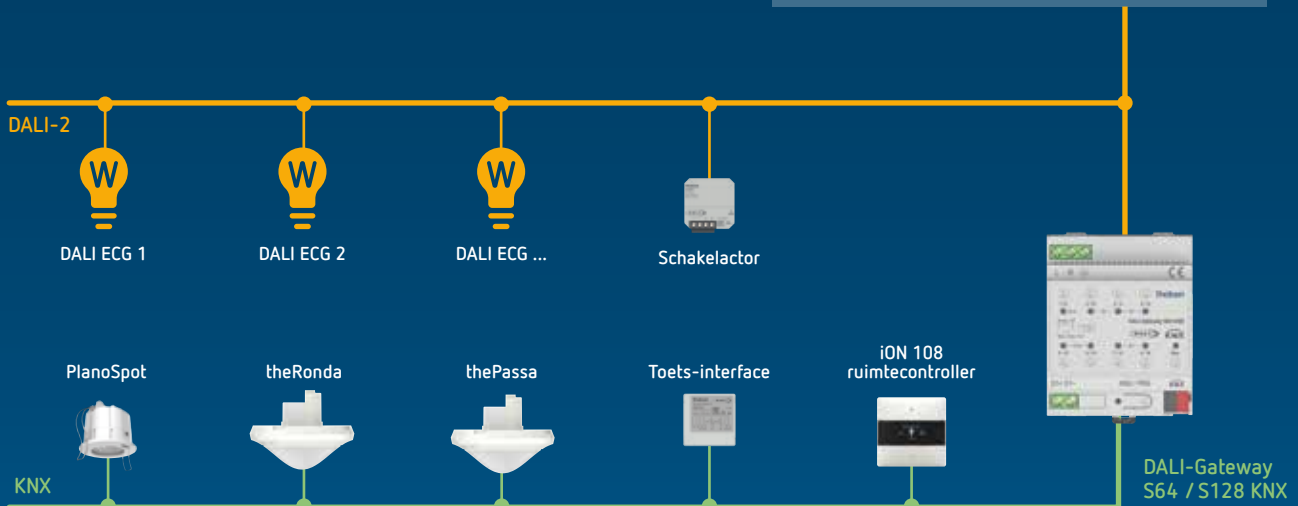 DALI-2
W
W
W
DALI ECG 1
DALI ECG 2
DALI ECG ...
Schakelactor
PlanoSpot
theRonda
thePassa
Toets-interface
iON 108
ruimtecontroller
KNX
DALI-Gateway
S64 / S128 KNX